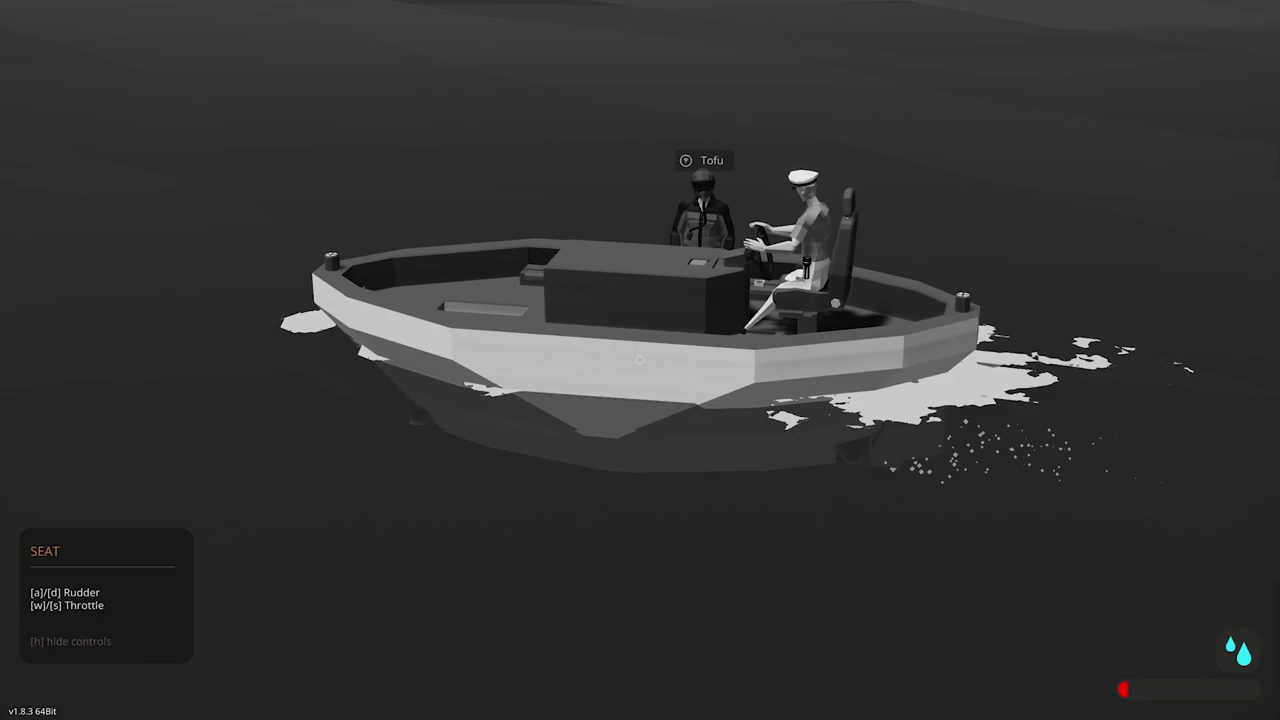 Tofu
SEAT
[a]/[d] Rudder
[w]/[s] Throttle
[h] hide controls
v1.8.3 64Bit